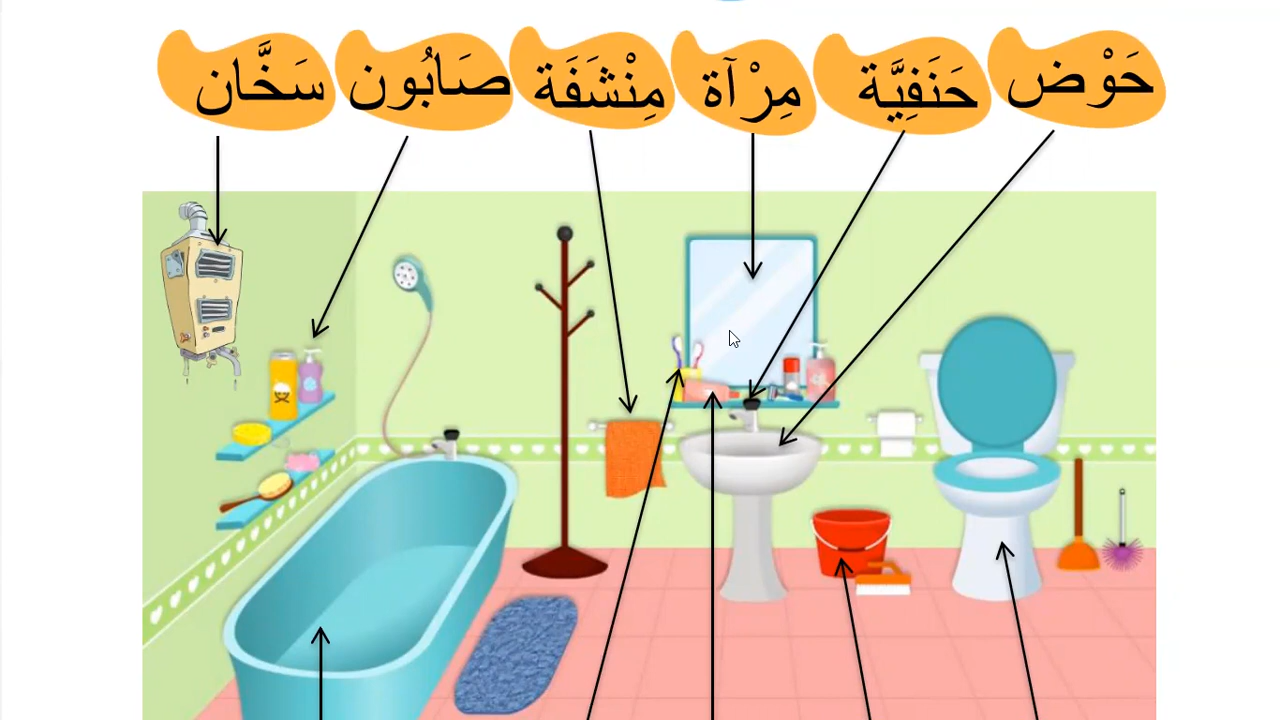 حَوْض حَنَفِيَّة مِرْآة مِنْشَفَة صَابُون سَخَّان